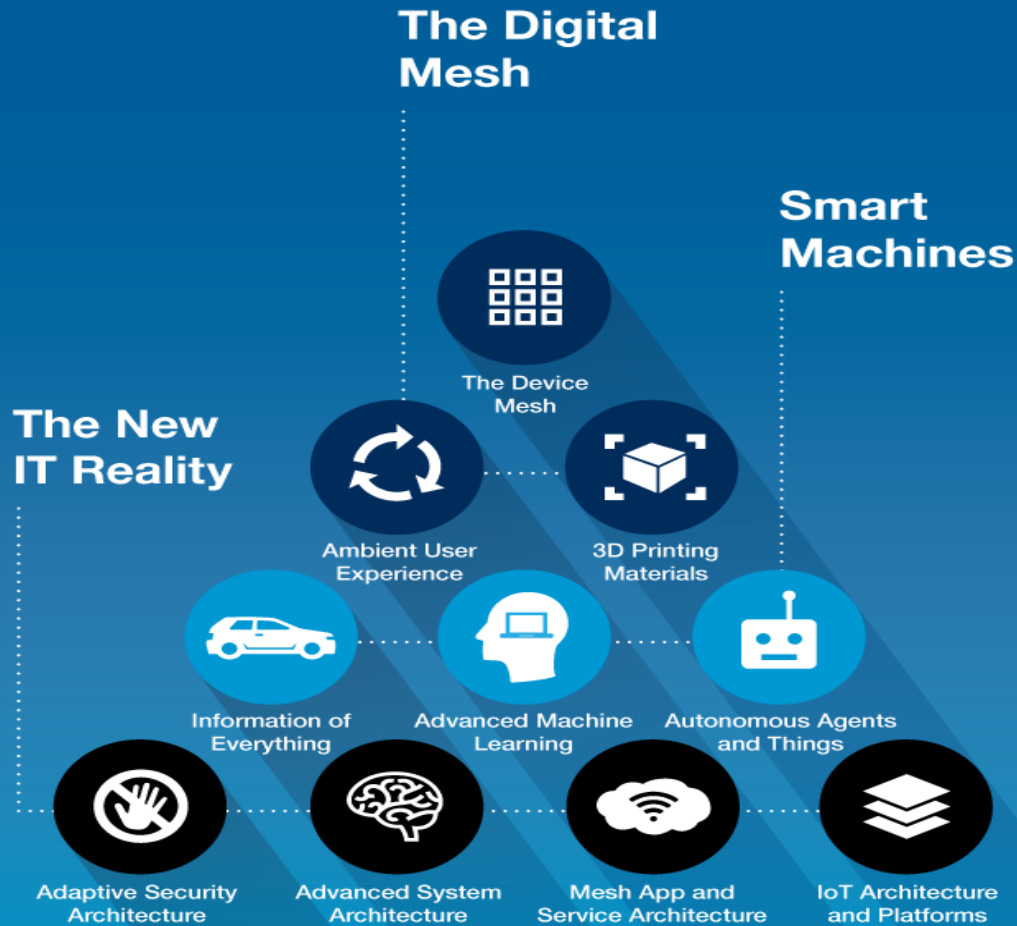 The Digital
Mesh
Smart
Machines
The Device
Mesh
The New
IT Reality
Ambient User
Experience
3D Printing
Materials
Information of
Everything
Advanced Machine
Learning
Autonomous Agents
and Things
Adaptive Security
Architecture
Advanced System
Architecture
Mesh App and
Service Architecture
IoT Architecture
and Platforms